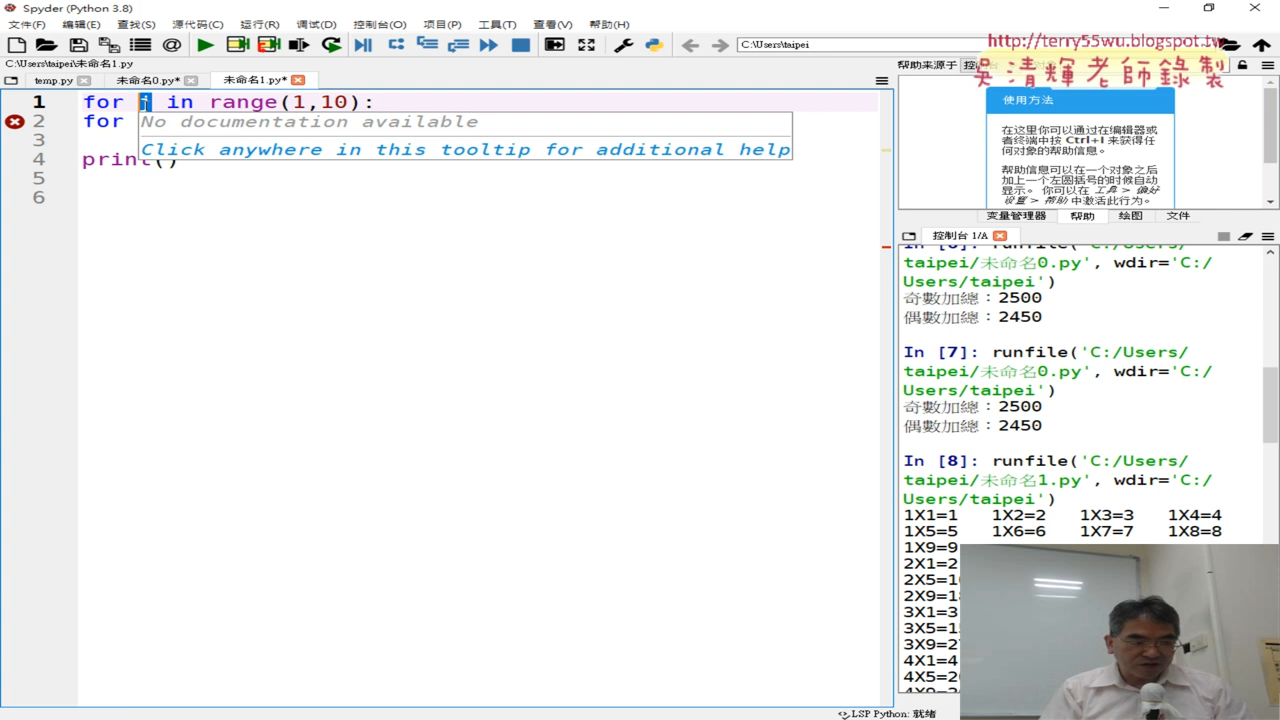 Spyder (Python 3.8)
文件(F) 编辑(E) 查找(S) 源代码(C) 运行(R) 调试(D) 控制台(O) 项目(P) 工具(T) 查看(V) 帮助(H)
C:\Users\taipei
http://terry55wu.blogspot.tw
吳清輝老師錄製
C:\Users\taipei\未命名1.py
temp.py 未命名0.py* 未命名1.py*
1 for i in range(1,10):
2 for
No documentation available
3
Click anywhere in this tooltip for additional help
4 print()
5
6
帮助来源于
使用方法
在这里你可以通过在编辑器或
者终端中按 Ctrl+I 来获得任
何对象的帮助信息。
帮助信息可以在一个对象之后
加上一个左圆括号的时候自动
显示。 你可以在 工具 > 偏好
设置 > 帮助 中激活此行为。
变量管理器 帮助 绘图 文件
控制台 1/A
In [6]: runfile('C:/Users/
taipei/未命名0.py', wdir='C:/
Users/taipei')
奇數加總：2500
偶數加總：2450
In [7]: runfile('C:/Users/
taipei/未命名0.py', wdir='C:/
Users/taipei')
奇數加總：2500
偶數加總：2450
In [8]: runfile('C:/Users/
taipei/未命名1.py', wdir='C:/
Users/taipei')
1X1=1 1X2=2 1X3=3 1X4=4
1X5=5 1X6=6 1X7=7 1X8=8
1X9=9
2X1=2
2X5=1
2X9=1
3X1=3
3X5=1
3X9=2
4X1=4
4X5=2
LSP Python: 就绪